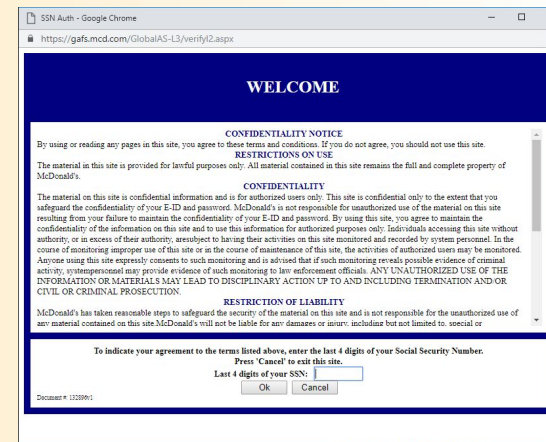 SSN Auth - Google Chrome
https://gafs.mcd.com/GlobalAS-L3/verifyl2.aspx
WELCOME
CONFIDENTIALITY NOTICE
By using or reading any pages in this site, you agree to these terms and conditions. If you do not agree, you should not use this site.
RESTRICTIONS ON USE
The material in this site is provided for lawful purposes only. All material contained in this site remains the full and complete property of
McDonald's.
CONFIDENTIALITY
The material on this site is confidential information and is for authorized users only. This site is confidential only to the extent that you
safeguard the confidentiality of your E-ID and password. McDonald's is not responsible for unauthorized use of the material on this site
resulting from your failure to maintain the confidentiality of your E-ID and password. By using this site, you agree to maintain the
confidentiality of the information on this site and to use this information for authorized purposes only. Individuals accessing this site without
authority, or in excess of their authority, aresubject to having their activities on this site monitored and recorded by system personnel. In the
course of monitoring improper use of this site or in the course of maintenance of this site, the activities of authorized users may be monitored.
Anyone using this site expressly consents to such monitoring and is advised that if such monitoring reveals possible evidence of criminal
activity, systempersonnel may provide evidence of such monitoring to law enforcement officials. ANY UNAUTHORIZED USE OF THE
INFORMATION OR MATERIALS MAY LEAD TO DISCIPLINARY ACTION UP TO AND INCLUDING TERMINATION AND/OR
CIVIL OR CRIMINAL PROSECUTION.
RESTRICTION OF LIABILITY
McDonald's has taken reasonable steps to safeguard the security of the material on this site and is not responsible for the unauthorized use of
any material contained on this site.McDonald's will not be liable for any damages or injury, including but not limited to, special or
To indicate your agreement to the terms listed above, enter the last 4 digits of your Social Security Number.
Press 'Cancel' to exit this site.
Last 4 digits of your SSN:
Ok Cancel
Document #: 132896v1